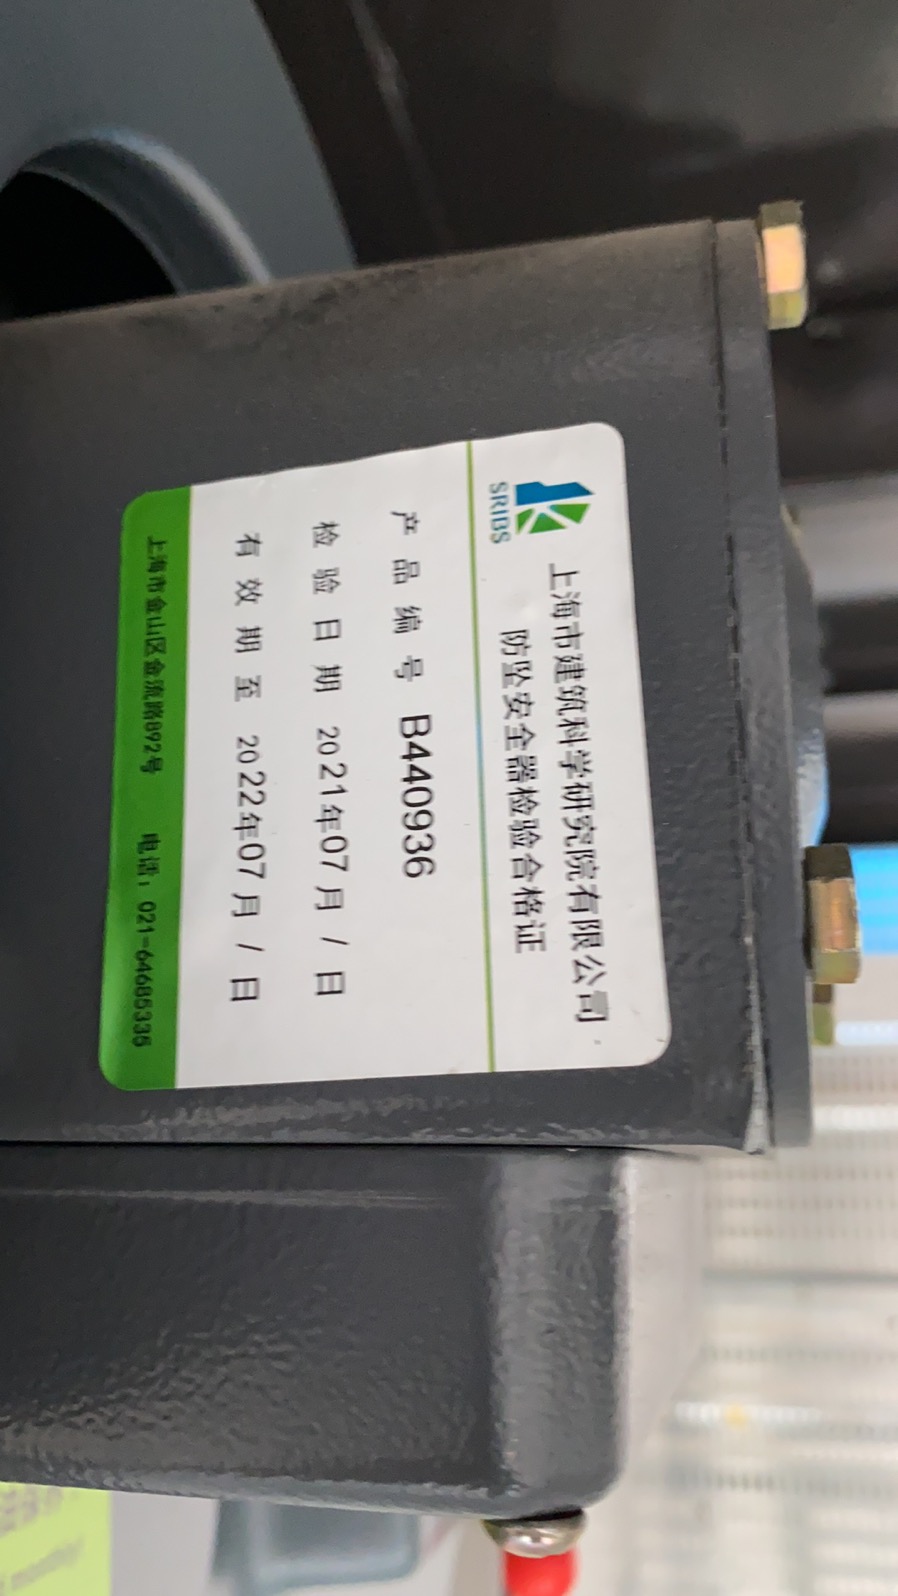 SRIBS
上海市建筑科学研究院有限公司
防坠安全器检验合格证
产品编号 B440936
检验日期 2021年07月/日
有效期至 2022年07月/日
上海市金山区金流路892号 电话：021-64685335
monthly